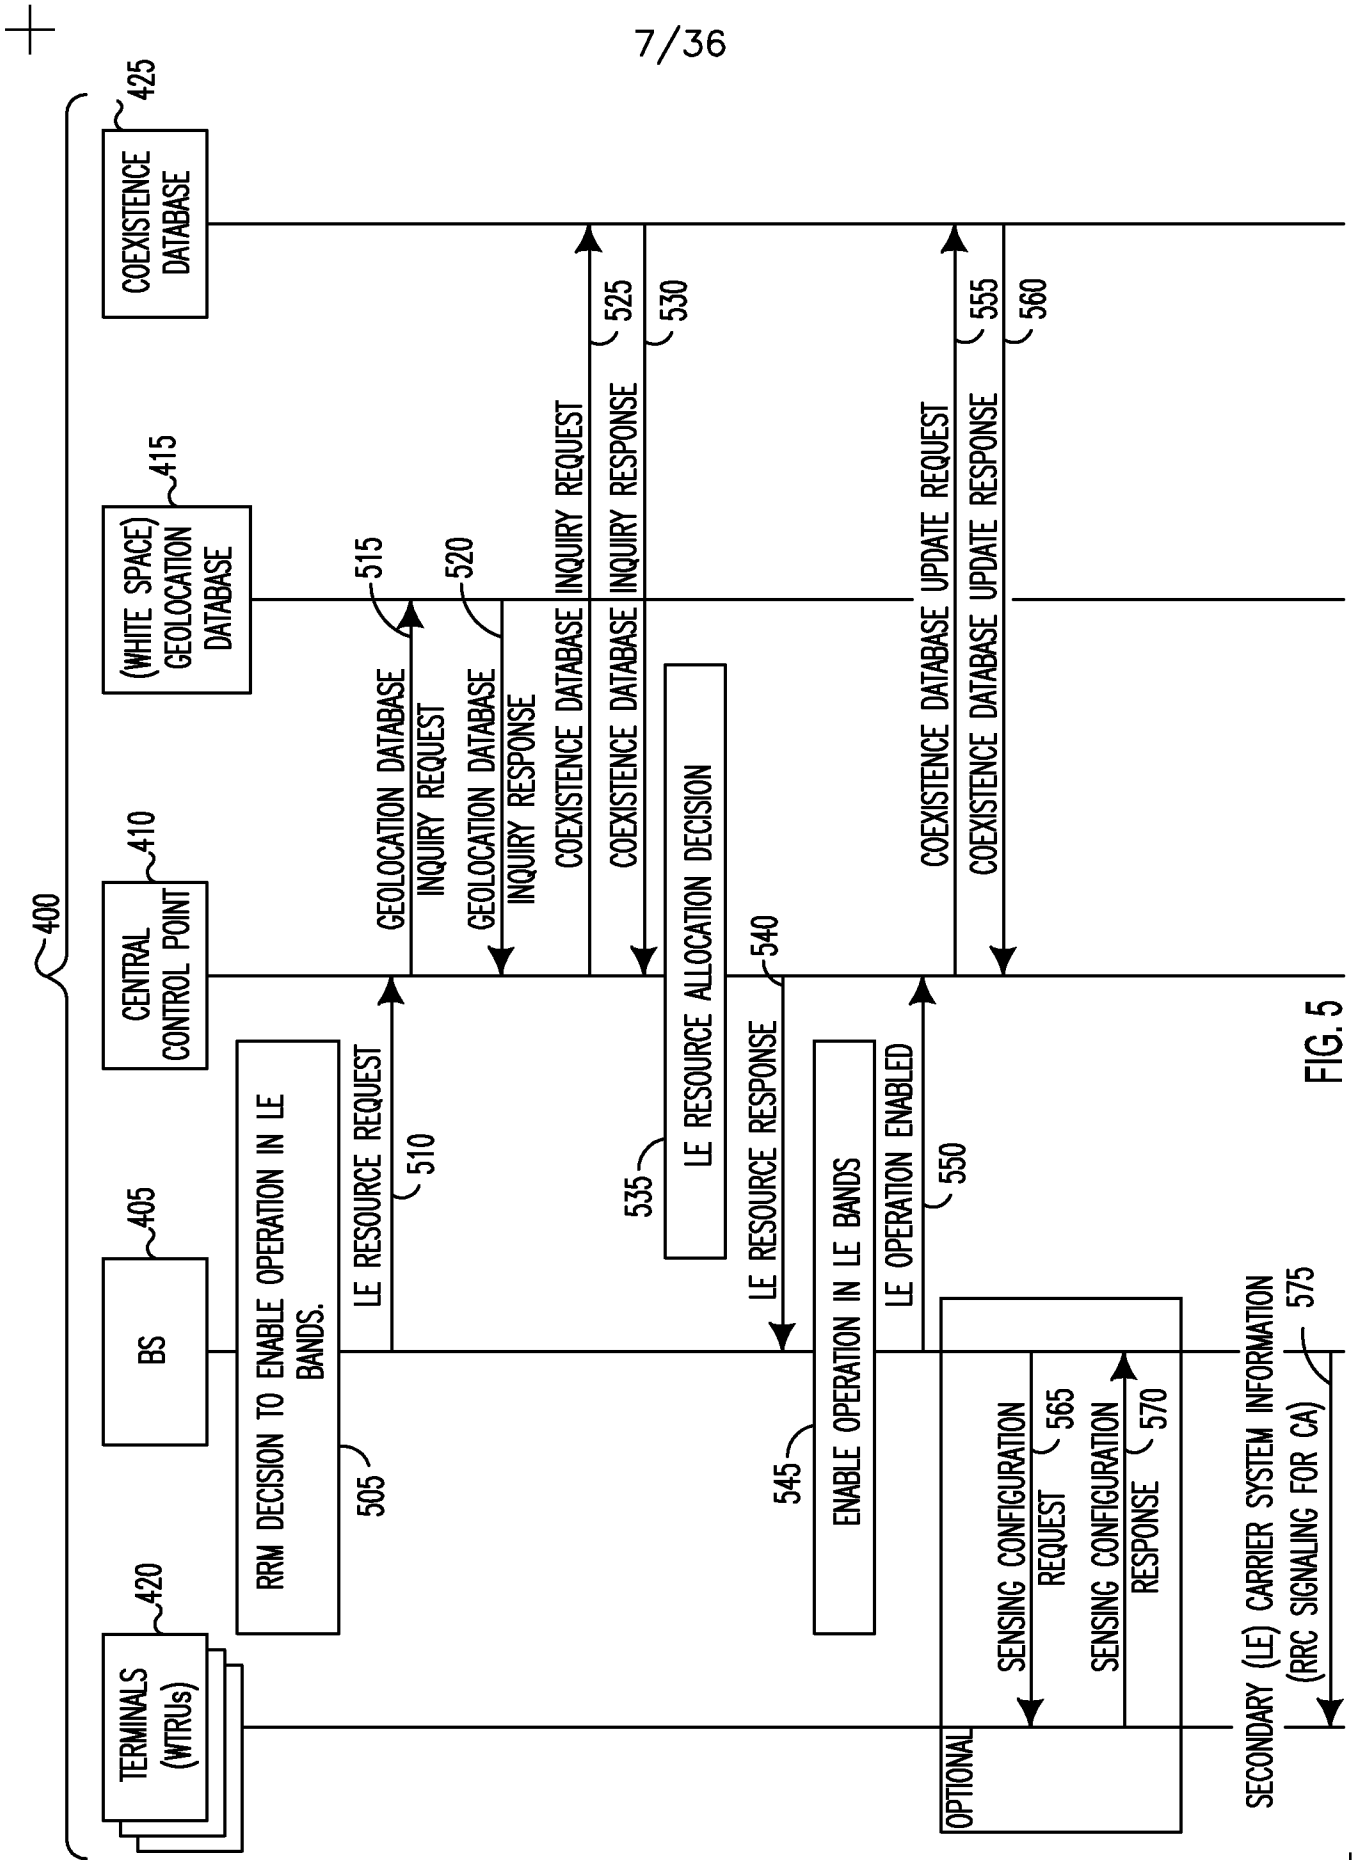 7/36
400
TERMINALS
(WTRUs)
420
BS
405
CENTRAL
CONTROL POINT
410
(WHITE SPACE)
GEOLOCATION
DATABASE
415
COEXISTENCE
DATABASE
425
RRM DECISION TO ENABLE OPERATION IN LE
BANDS.
505
LE RESOURCE REQUEST
510
GEOLOCATION DATABASE
INQUIRY REQUEST
515
GEOLOCATION DATABASE
INQUIRY RESPONSE
520
COEXISTENCE DATABASE INQUIRY REQUEST
525
COEXISTENCE DATABASE INQUIRY RESPONSE
530
LE RESOURCE ALLOCATION DECISION
535
LE RESOURCE RESPONSE
540
ENABLE OPERATION IN LE BANDS
545
LE OPERATION ENABLED
550
COEXISTENCE DATABASE UPDATE REQUEST
555
COEXISTENCE DATABASE UPDATE RESPONSE
560
OPTIONAL
SENSING CONFIGURATION
REQUEST
565
SENSING CONFIGURATION
RESPONSE
570
SECONDARY (LE) CARRIER SYSTEM INFORMATION
(RRC SIGNALING FOR CA)
575
FIG. 5